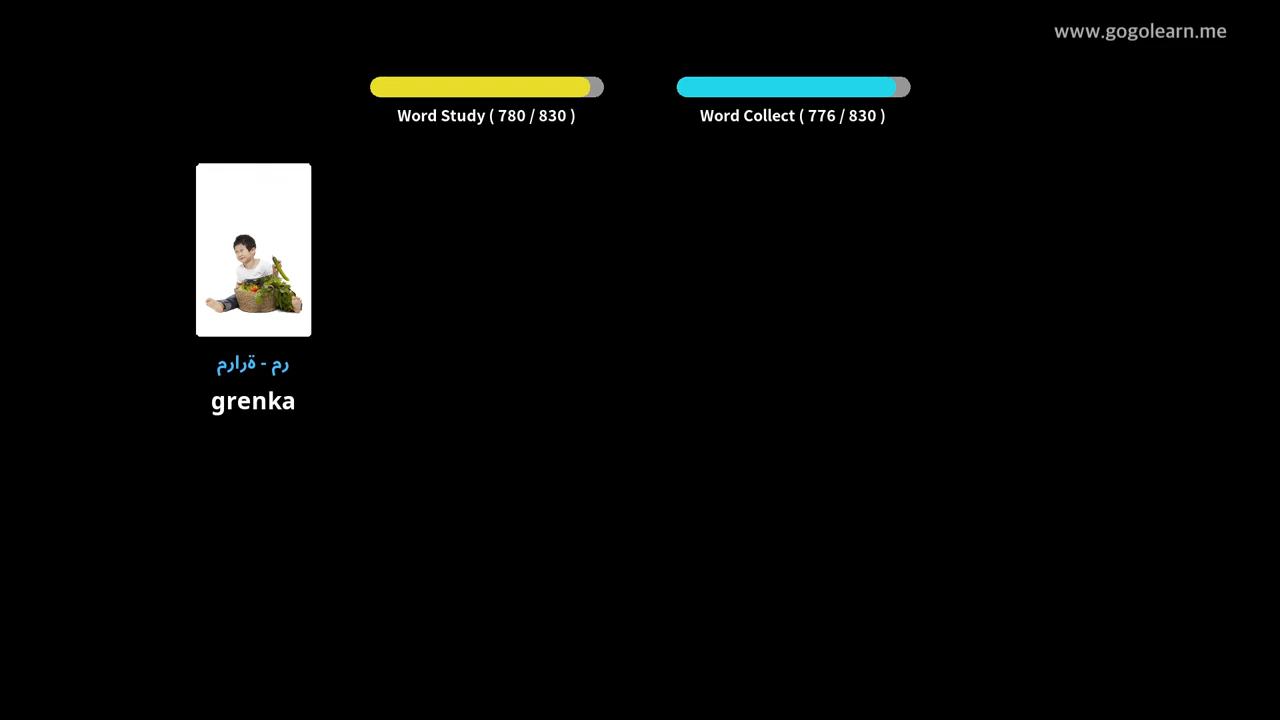 www.gogolearn.me
Word Study ( 780 / 830 )
Word Collect ( 776 / 830 )
رم - ةرارم
grenka